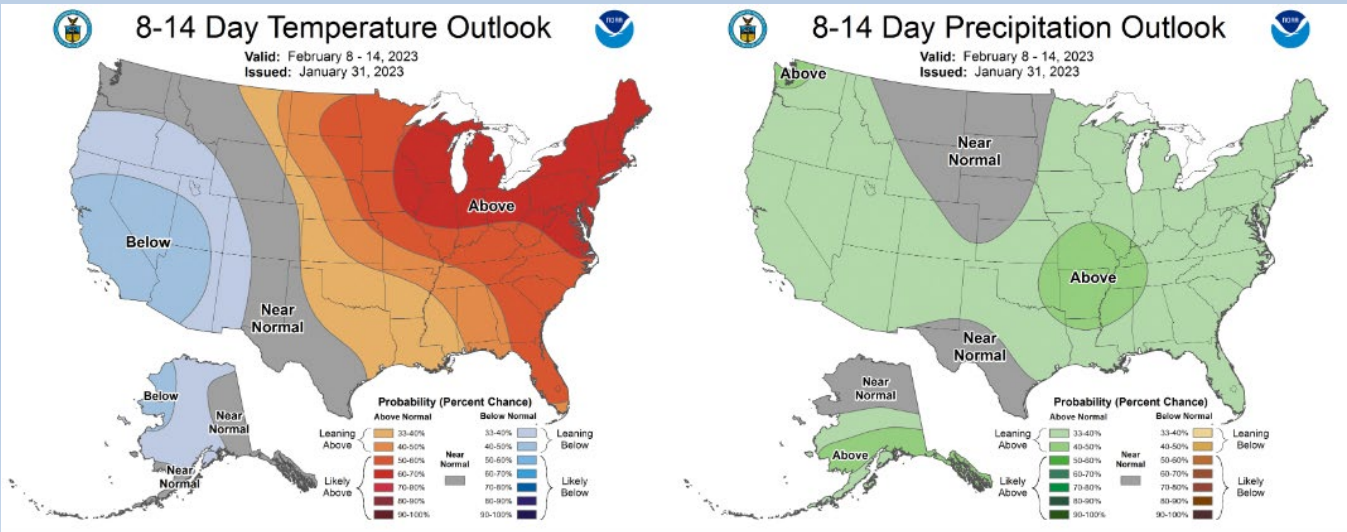 8-14 Day Temperature Outlook
Valid: February 8 - 14, 2023
Issued: January 31, 2023
Below
Near
Normal
Above
Below
Near
Normal
Near
Normal
Probability (Percent Chance)
Above Normal Below Normal
Leaning
Above
33-40% 33-40%
40-50% 40-50%
Leaning
Below
Near
Normal
Likely
Above
50-60% 50-60%
60-70% 60-70%
70-80% 70-80%
80-90% 80-90%
90-100% 90-100%
Likely
Below
NOAA
8-14 Day Precipitation Outlook
Valid: February 8 - 14, 2023
Issued: January 31, 2023
Above
Near
Normal
Above
Near
Normal
Near
Normal
Above
Probability (Percent Chance)
Above Normal Below Normal
Leaning
Above
33-40% 33-40%
40-50% 40-50%
Leaning
Below
Near
Normal
Likely
Above
50-60% 50-60%
60-70% 60-70%
70-80% 70-80%
80-90% 80-90%
90-100% 90-100%
Likely
Below
NOAA